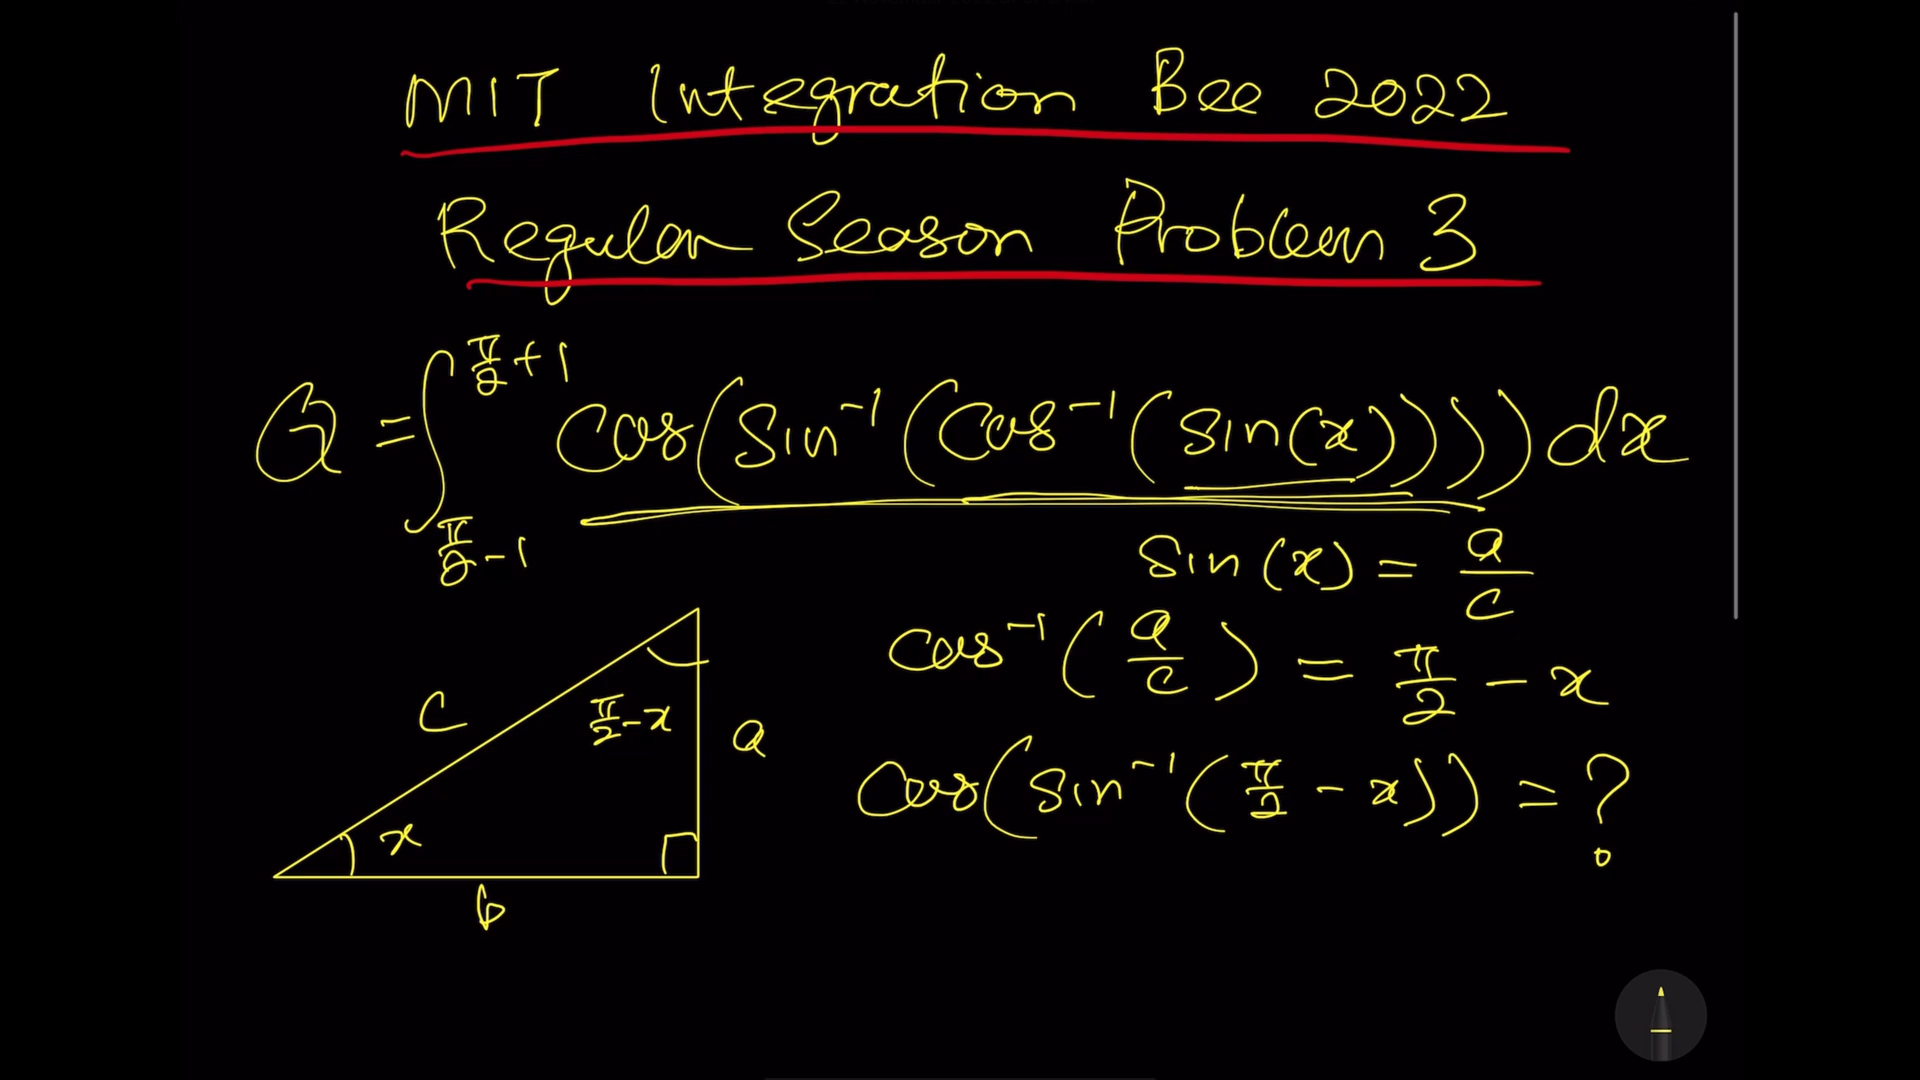 MIT Integration Bee 2022
Regular Season Problem 3
G = ∫_{π/2 - 1}^{π/2 + 1} cos(sin⁻¹(cos⁻¹(sin(x)))) dx
sin(x) = a/c
cos⁻¹(a/c) = π/2 - x
c
π/2 - x
a
cos(sin⁻¹(π/2 - x)) = ?
x
b